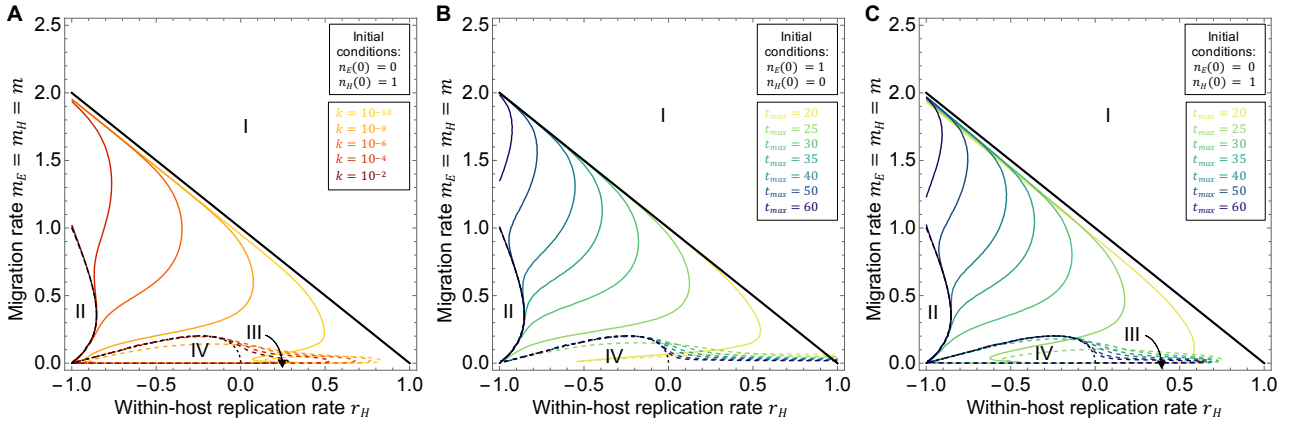 A
2.5
2.0
1.5
1.0
0.5
0.0
−1.0
−0.5
0.0
0.5
1.0
Migration rate m_E = m_H = m
Within-host replication rate r_H
Initial
conditions:
n_E(0) = 0
n_H(0) = 1
k = 10⁻¹⁰
k = 10⁻⁸
k = 10⁻⁶
k = 10⁻⁴
k = 10⁻²
I
II
III
IV
B
2.5
2.0
1.5
1.0
0.5
0.0
−1.0
−0.5
0.0
0.5
1.0
Within-host replication rate r_H
Initial
conditions:
n_E(0) = 1
n_H(0) = 0
t_max = 20
t_max = 25
t_max = 30
t_max = 35
t_max = 40
t_max = 50
t_max = 60
I
II
IV
C
2.5
2.0
1.5
1.0
0.5
0.0
−1.0
−0.5
0.0
0.5
1.0
Within-host replication rate r_H
Initial
conditions:
n_E(0) = 0
n_H(0) = 1
t_max = 20
t_max = 25
t_max = 30
t_max = 35
t_max = 40
t_max = 50
t_max = 60
I
II
III
IV